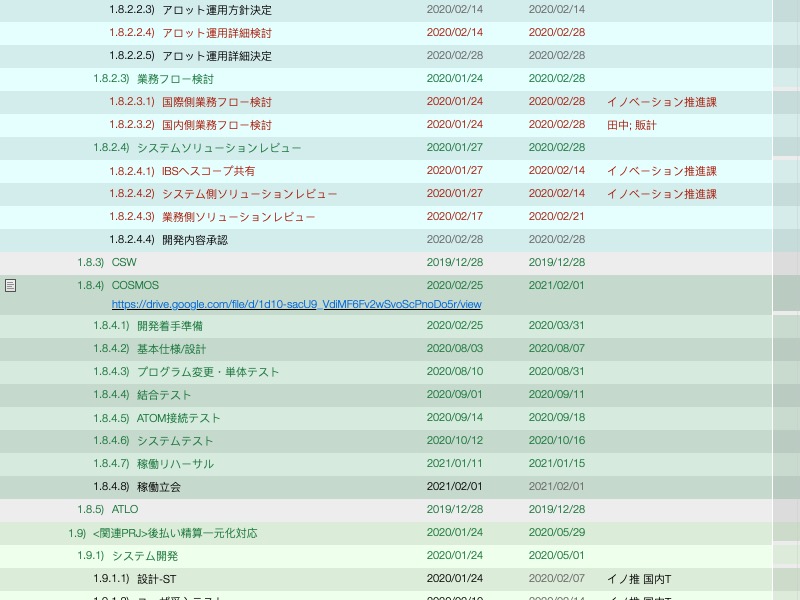 1.8.2.2.3) アロット運用方針決定 2020/02/14 2020/02/14
1.8.2.2.4) アロット運用詳細検討 2020/02/14 2020/02/28
1.8.2.2.5) アロット運用詳細決定 2020/02/28 2020/02/28
1.8.2.3) 業務フロー検討 2020/01/24 2020/02/28
1.8.2.3.1) 国際側業務フロー検討 2020/01/24 2020/02/28 イノベーション推進課
1.8.2.3.2) 国内側業務フロー検討 2020/01/24 2020/02/28 田中; 販計
1.8.2.4) システムソリューションレビュー 2020/01/27 2020/02/28
1.8.2.4.1) IBSへスコープ共有 2020/01/27 2020/02/14 イノベーション推進課
1.8.2.4.2) システム側ソリューションレビュー 2020/01/27 2020/02/14 イノベーション推進課
1.8.2.4.3) 業務側ソリューションレビュー 2020/02/17 2020/02/21
1.8.2.4.4) 開発内容承認 2020/02/28 2020/02/28
1.8.3) CSW 2019/12/28 2019/12/28
1.8.4) COSMOS 2020/02/25 2021/02/01
https://drive.google.com/file/d/1d10-sacU9_VdiMF6Fv2wSvoScPnoDo5r/view
1.8.4.1) 開発着手準備 2020/02/25 2020/03/31
1.8.4.2) 基本仕様/設計 2020/08/03 2020/08/07
1.8.4.3) プログラム変更・単体テスト 2020/08/10 2020/08/31
1.8.4.4) 結合テスト 2020/09/01 2020/09/11
1.8.4.5) ATOM接続テスト 2020/09/14 2020/09/18
1.8.4.6) システムテスト 2020/10/12 2020/10/16
1.8.4.7) 稼働リハーサル 2021/01/11 2021/01/15
1.8.4.8) 稼働立会 2021/02/01 2021/02/01
1.8.5) ATLO 2019/12/28 2019/12/28
1.9) <関連PRJ>後払い精算一元化対応 2020/01/24 2020/05/29
1.9.1) システム開発 2020/01/24 2020/05/01
1.9.1.1) 設計-ST 2020/01/24 2020/02/07 イノ推 国内T